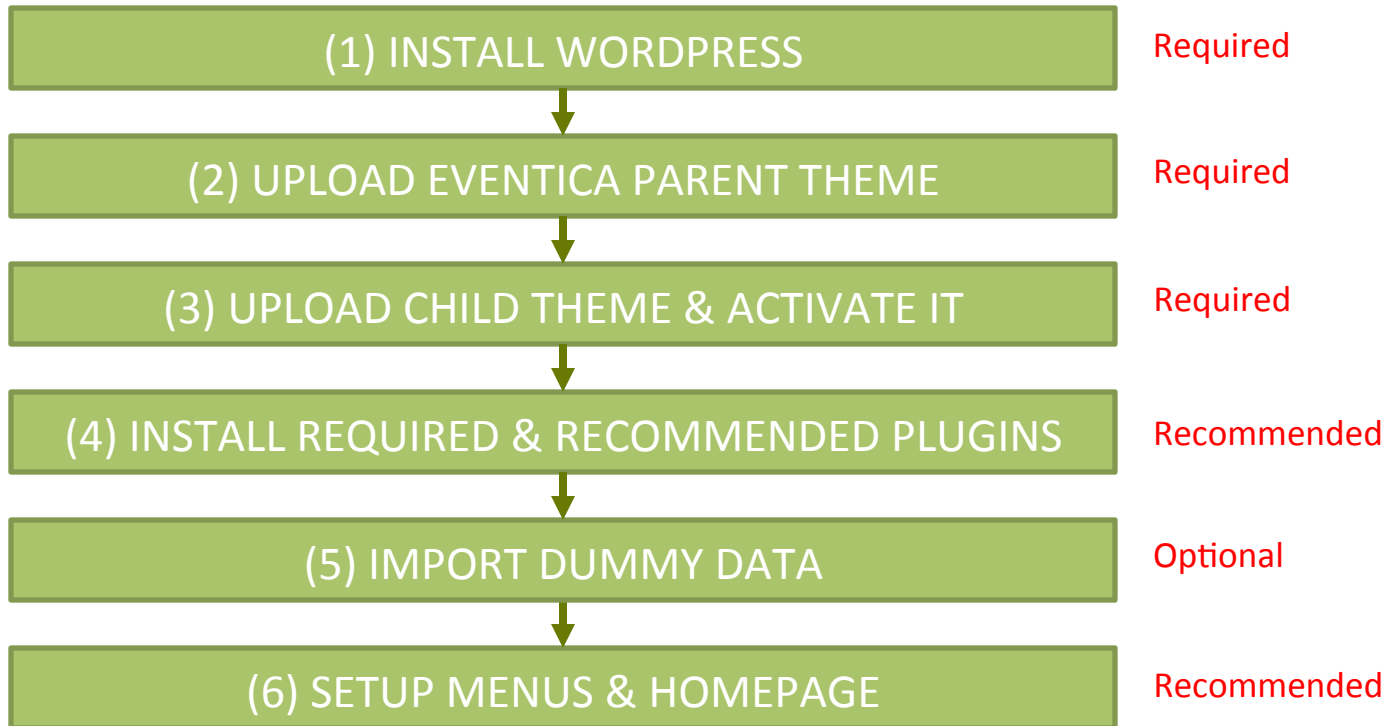 (1) INSTALL WORDPRESS
Required
(2) UPLOAD EVENTICA PARENT THEME
Required
(3) UPLOAD CHILD THEME & ACTIVATE IT
Required
(4) INSTALL REQUIRED & RECOMMENDED PLUGINS
Recommended
(5) IMPORT DUMMY DATA
Optional
(6) SETUP MENUS & HOMEPAGE
Recommended